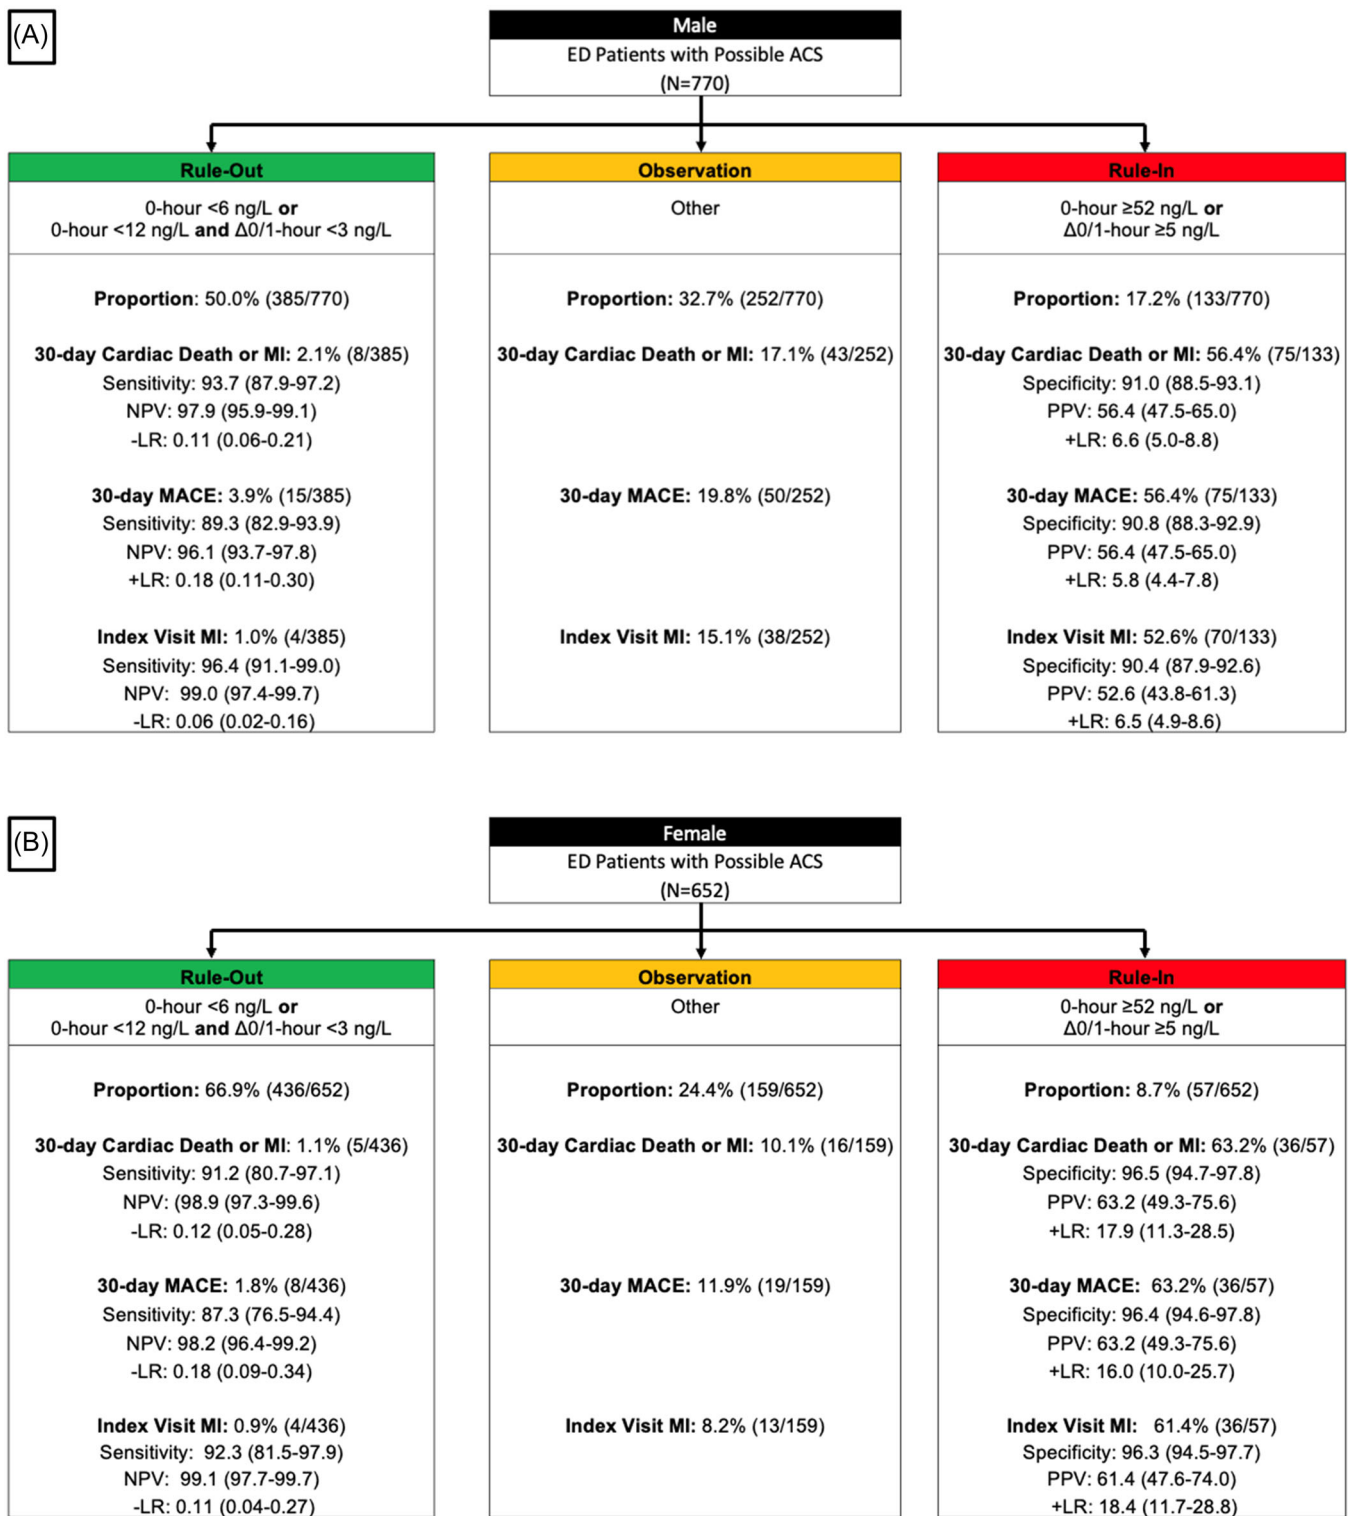 (A)
Male
ED Patients with Possible ACS
(N=770)
Rule-Out
0-hour <6 ng/L or
0-hour <12 ng/L and Δ0/1-hour <3 ng/L
Proportion: 50.0% (385/770)
30-day Cardiac Death or MI: 2.1% (8/385)
Sensitivity: 93.7 (87.9-97.2)
NPV: 97.9 (95.9-99.1)
-LR: 0.11 (0.06-0.21)
30-day MACE: 3.9% (15/385)
Sensitivity: 89.3 (82.9-93.9)
NPV: 96.1 (93.7-97.8)
+LR: 0.18 (0.11-0.30)
Index Visit MI: 1.0% (4/385)
Sensitivity: 96.4 (91.1-99.0)
NPV: 99.0 (97.4-99.7)
-LR: 0.06 (0.02-0.16)
Observation
Other
Proportion: 32.7% (252/770)
30-day Cardiac Death or MI: 17.1% (43/252)
30-day MACE: 19.8% (50/252)
Index Visit MI: 15.1% (38/252)
Rule-In
0-hour ≥52 ng/L or
Δ0/1-hour ≥5 ng/L
Proportion: 17.2% (133/770)
30-day Cardiac Death or MI: 56.4% (75/133)
Specificity: 91.0 (88.5-93.1)
PPV: 56.4 (47.5-65.0)
+LR: 6.6 (5.0-8.8)
30-day MACE: 56.4% (75/133)
Specificity: 90.8 (88.3-92.9)
PPV: 56.4 (47.5-65.0)
+LR: 5.8 (4.4-7.8)
Index Visit MI: 52.6% (70/133)
Specificity: 90.4 (87.9-92.6)
PPV: 52.6 (43.8-61.3)
+LR: 6.5 (4.9-8.6)
(B)
Female
ED Patients with Possible ACS
(N=652)
Rule-Out
0-hour <6 ng/L or
0-hour <12 ng/L and Δ0/1-hour <3 ng/L
Proportion: 66.9% (436/652)
30-day Cardiac Death or MI: 1.1% (5/436)
Sensitivity: 91.2 (80.7-97.1)
NPV: (98.9 (97.3-99.6)
-LR: 0.12 (0.05-0.28)
30-day MACE: 1.8% (8/436)
Sensitivity: 87.3 (76.5-94.4)
NPV: 98.2 (96.4-99.2)
-LR: 0.18 (0.09-0.34)
Index Visit MI: 0.9% (4/436)
Sensitivity: 92.3 (81.5-97.9)
NPV: 99.1 (97.7-99.7)
-LR: 0.11 (0.04-0.27)
Observation
Other
Proportion: 24.4% (159/652)
30-day Cardiac Death or MI: 10.1% (16/159)
30-day MACE: 11.9% (19/159)
Index Visit MI: 8.2% (13/159)
Rule-In
0-hour ≥52 ng/L or
Δ0/1-hour ≥5 ng/L
Proportion: 8.7% (57/652)
30-day Cardiac Death or MI: 63.2% (36/57)
Specificity: 96.5 (94.7-97.8)
PPV: 63.2 (49.3-75.6)
+LR: 17.9 (11.3-28.5)
30-day MACE: 63.2% (36/57)
Specificity: 96.4 (94.6-97.8)
PPV: 63.2 (49.3-75.6)
+LR: 16.0 (10.0-25.7)
Index Visit MI: 61.4% (36/57)
Specificity: 96.3 (94.5-97.7)
PPV: 61.4 (47.6-74.0)
+LR: 18.4 (11.7-28.8)